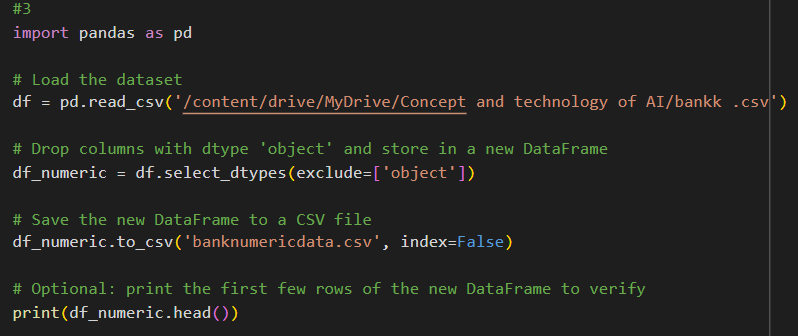 #3
import pandas as pd
# Load the dataset
df = pd.read_csv('/content/drive/MyDrive/Concept and technology of AI/bankk .csv')
# Drop columns with dtype 'object' and store in a new DataFrame
df_numeric = df.select_dtypes(exclude=['object'])
# Save the new DataFrame to a CSV file
df_numeric.to_csv('banknumericdata.csv', index=False)
# Optional: print the first few rows of the new DataFrame to verify
print(df_numeric.head())